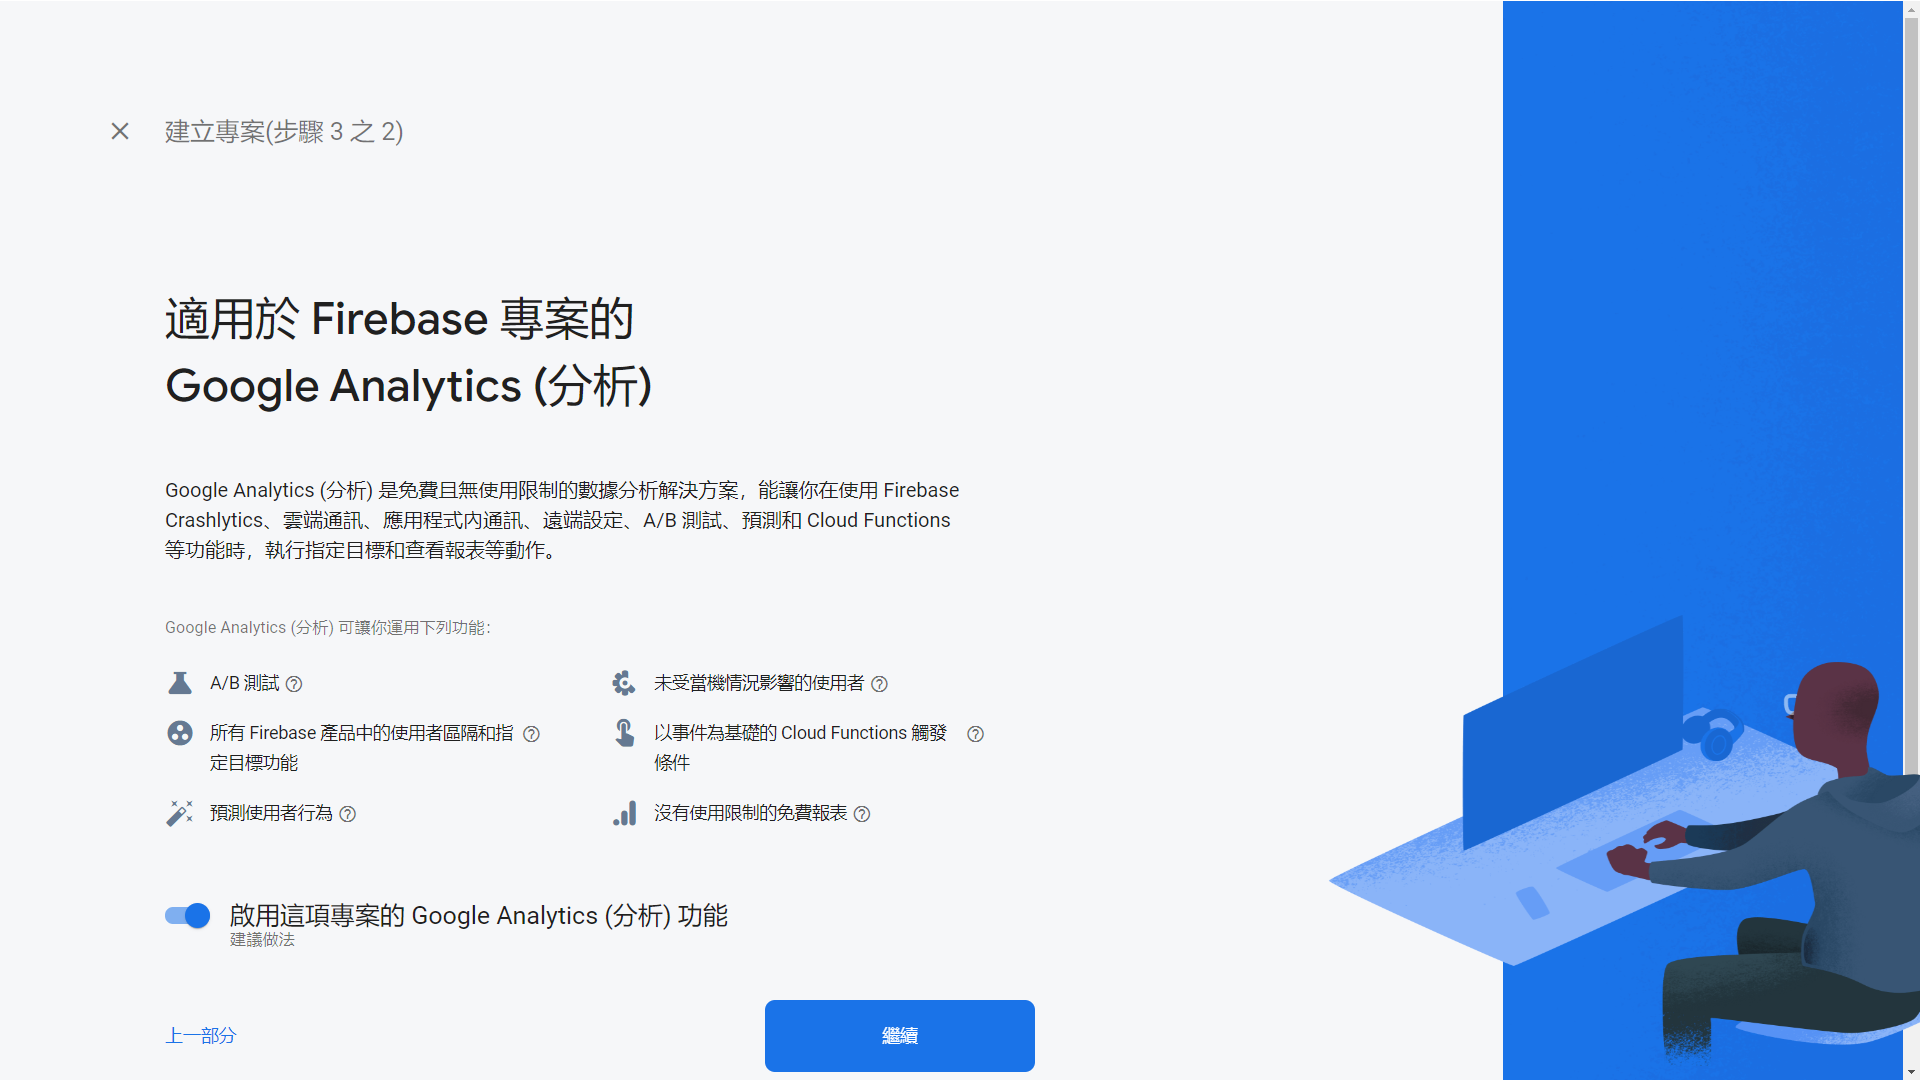 建立專案(步驟 3 之 2)
適用於 Firebase 專案的
Google Analytics (分析)
Google Analytics (分析) 是免費且無使用限制的數據分析解決方案，能讓你在使用 Firebase
Crashlytics、雲端通訊、應用程式內通訊、遠端設定、A/B 測試、預測和 Cloud Functions
等功能時，執行指定目標和查看報表等動作。
Google Analytics (分析) 可讓你運用下列功能：
A/B 測試
未受當機情況影響的使用者
所有 Firebase 產品中的使用者區隔和指
定目標功能
以事件為基礎的 Cloud Functions 觸發
條件
預測使用者行為
沒有使用限制的免費報表
啟用這項專案的 Google Analytics (分析) 功能
建議做法
上一部分
繼續